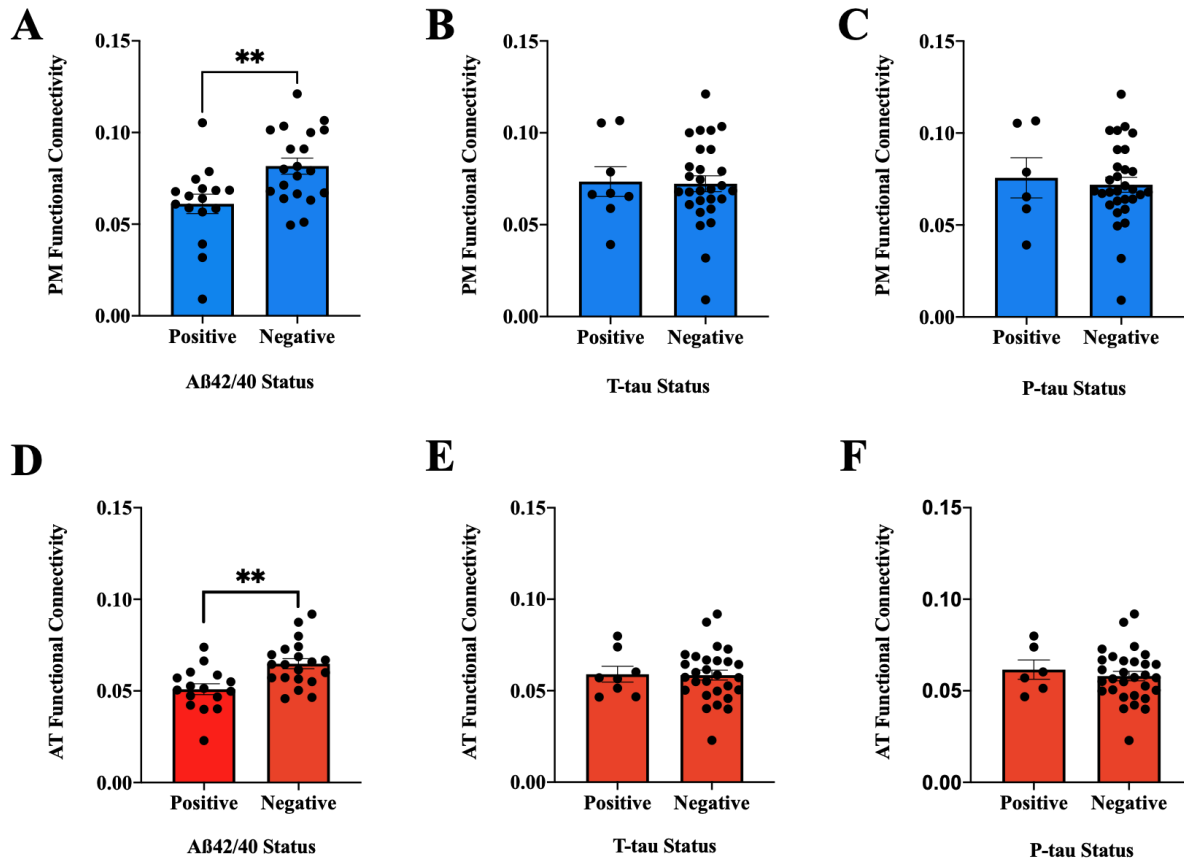 A
PM Functional Connectivity
0.15
0.10
0.05
0.00
**
Positive Negative
Aß42/40 Status
B
PM Functional Connectivity
0.15
0.10
0.05
0.00
Positive Negative
T-tau Status
C
PM Functional Connectivity
0.15
0.10
0.05
0.00
Positive Negative
P-tau Status
D
AT Functional Connectivity
0.15
0.10
0.05
0.00
**
Positive Negative
Aß42/40 Status
E
AT Functional Connectivity
0.15
0.10
0.05
0.00
Positive Negative
T-tau Status
F
AT Functional Connectivity
0.15
0.10
0.05
0.00
Positive Negative
P-tau Status